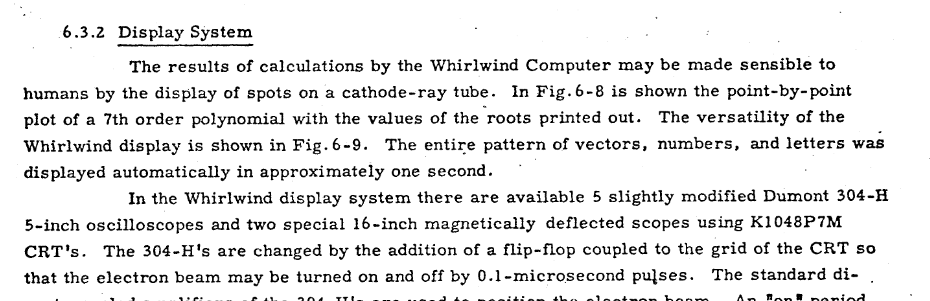 6.3.2 Display System
The results of calculations by the Whirlwind Computer may be made sensible to
humans by the display of spots on a cathode-ray tube. In Fig. 6-8 is shown the point-by-point
plot of a 7th order polynomial with the values of the roots printed out. The versatility of the
Whirlwind display is shown in Fig. 6-9. The entire pattern of vectors, numbers, and letters was
displayed automatically in approximately one second.
In the Whirlwind display system there are available 5 slightly modified Dumont 304-H
5-inch oscilloscopes and two special 16-inch magnetically deflected scopes using K1048P7M
CRT's. The 304-H's are changed by the addition of a flip-flop coupled to the grid of the CRT so
that the electron beam may be turned on and off by 0.1-microsecond pulses. The standard di-
of the 304-H's are used to position the electron beam. An "on" period